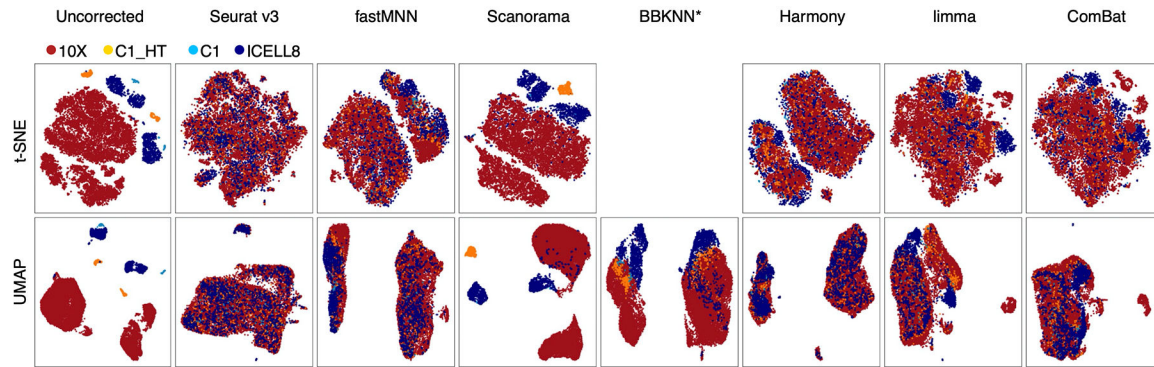 Uncorrected Seurat v3 fastMNN Scanorama BBKNN* Harmony limma ComBat
10X C1_HT C1 ICELL8
t-SNE
UMAP